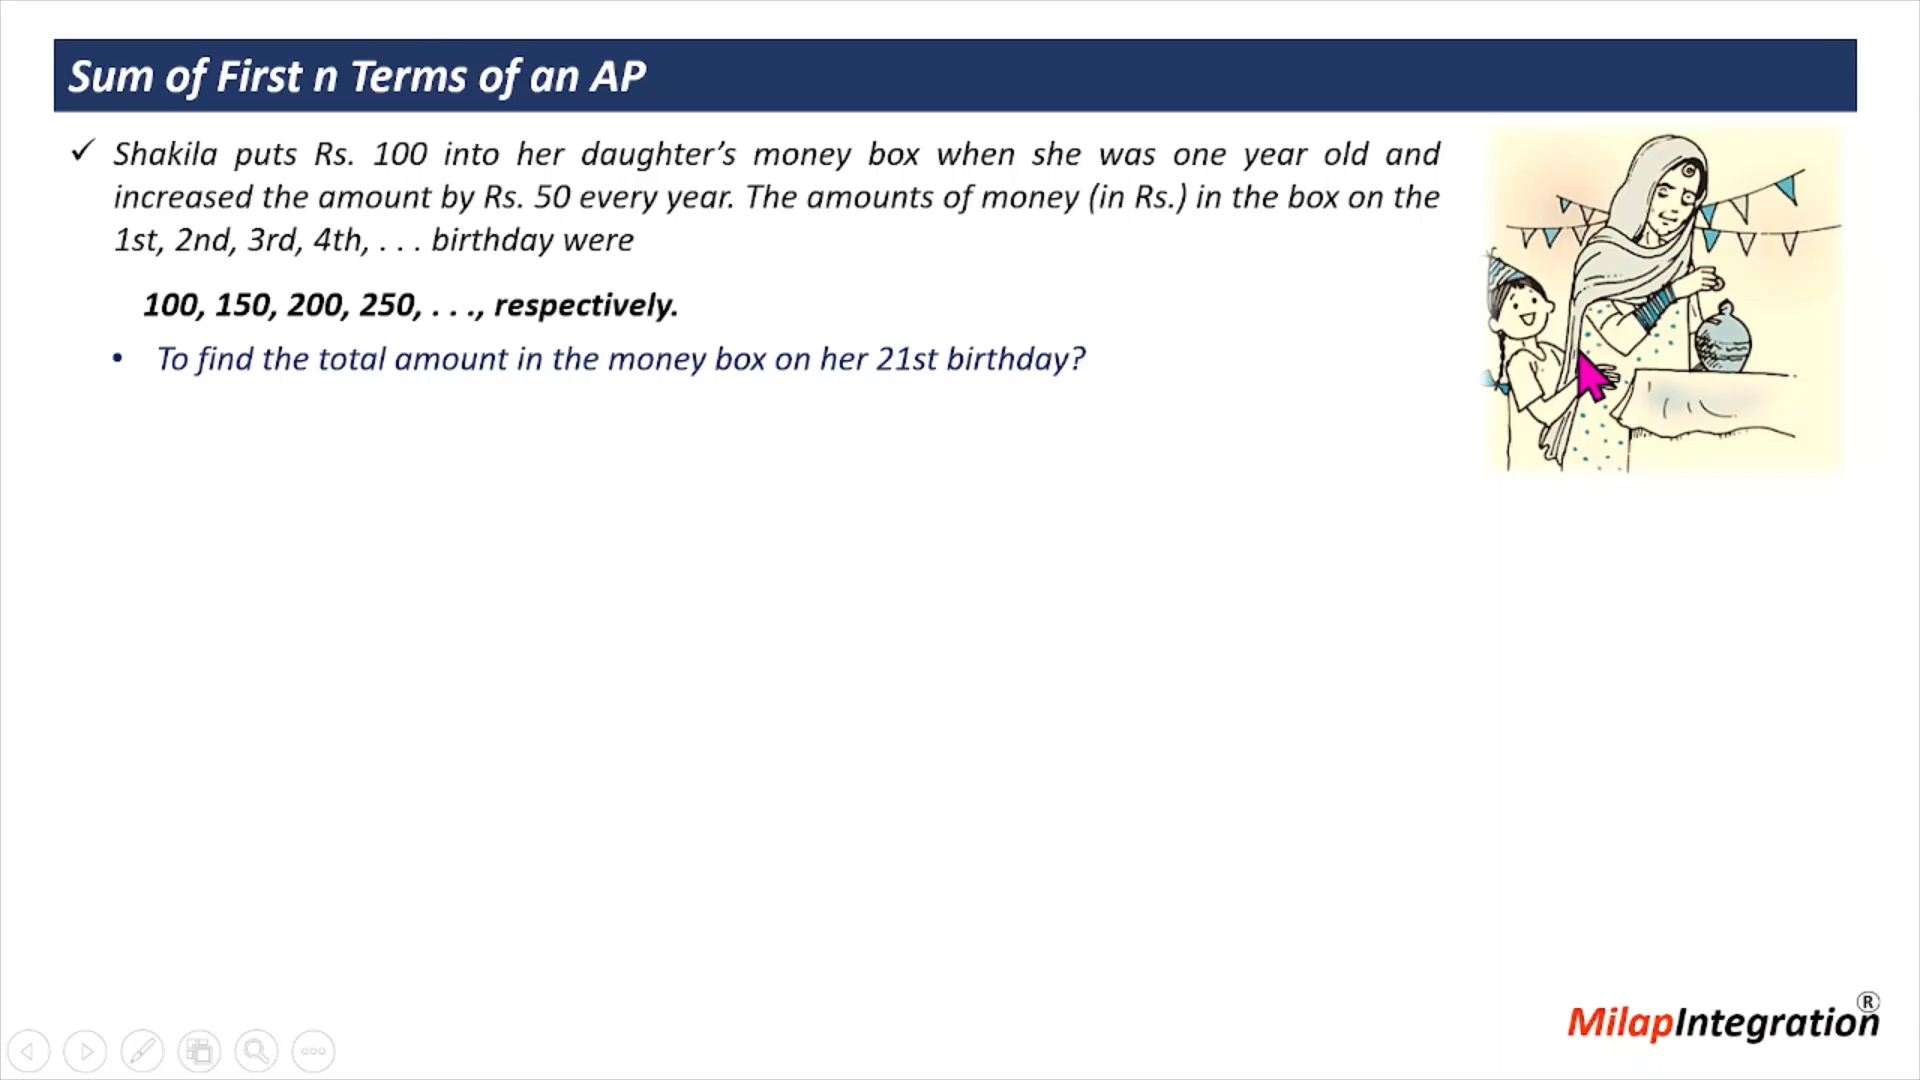 Sum of First n Terms of an AP
✓ Shakila puts Rs. 100 into her daughter’s money box when she was one year old and
increased the amount by Rs. 50 every year. The amounts of money (in Rs.) in the box on the
1st, 2nd, 3rd, 4th, . . . birthday were
100, 150, 200, 250, . . ., respectively.
• To find the total amount in the money box on her 21st birthday?
MilapIntegration®